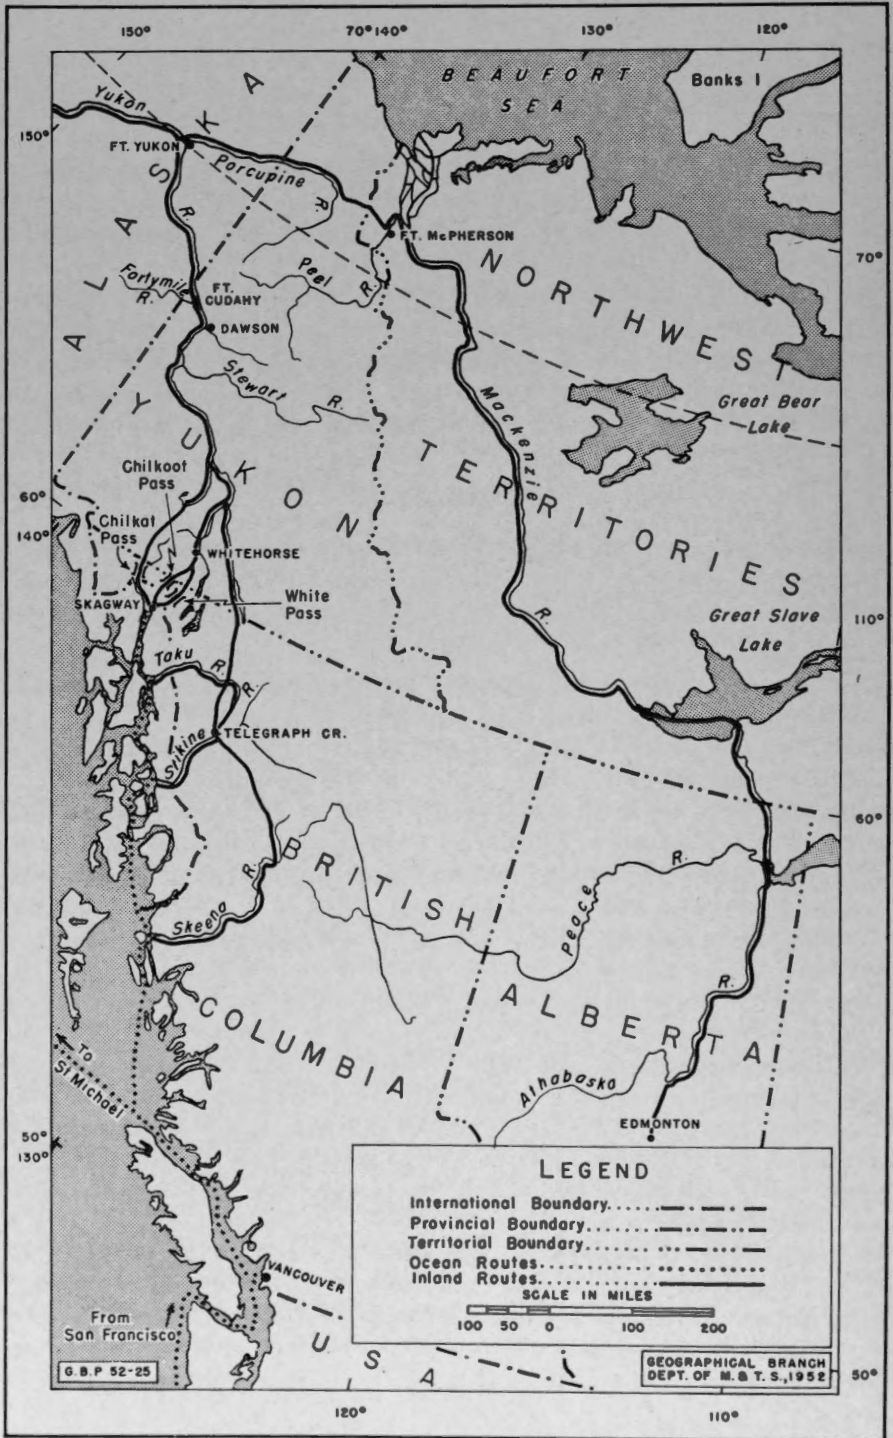 150° 70° 140° 130° 120°
BEAUFORT
SEA
Banks I
Yukon
ALASKA
150°
FT. YUKON
Porcupine
R.
R.
FT. McPHERSON
70°
NORTHWEST
Peel
R.
Fortymile
R.
FT.
CUDAHY
DAWSON
Stewart
R.
Mackenzie
Great Bear
Lake
YUKON
TERRITORIES
Chilkoot
Pass
60°
140°
Chilkat
Pass
WHITEHORSE
SKAGWAY
White
Pass
R.
Great Slave
Lake
110°
Taku R.
R.
TELEGRAPH CR.
Stikine
60°
BRITISH
R.
Peace
R.
Skeena
R.
COLUMBIA
ALBERTA
To
St Michael
Athabaska
EDMONTON
50°
130°
LEGEND
International Boundary
Provincial Boundary
Territorial Boundary
Ocean Routes
Inland Routes
SCALE IN MILES
100 50 0 100 200
VANCOUVER
From
San Francisco
USA
G.B.P 52-25
GEOGRAPHICAL BRANCH
DEPT. OF M. & T. S., 1952
50°
120° 110°